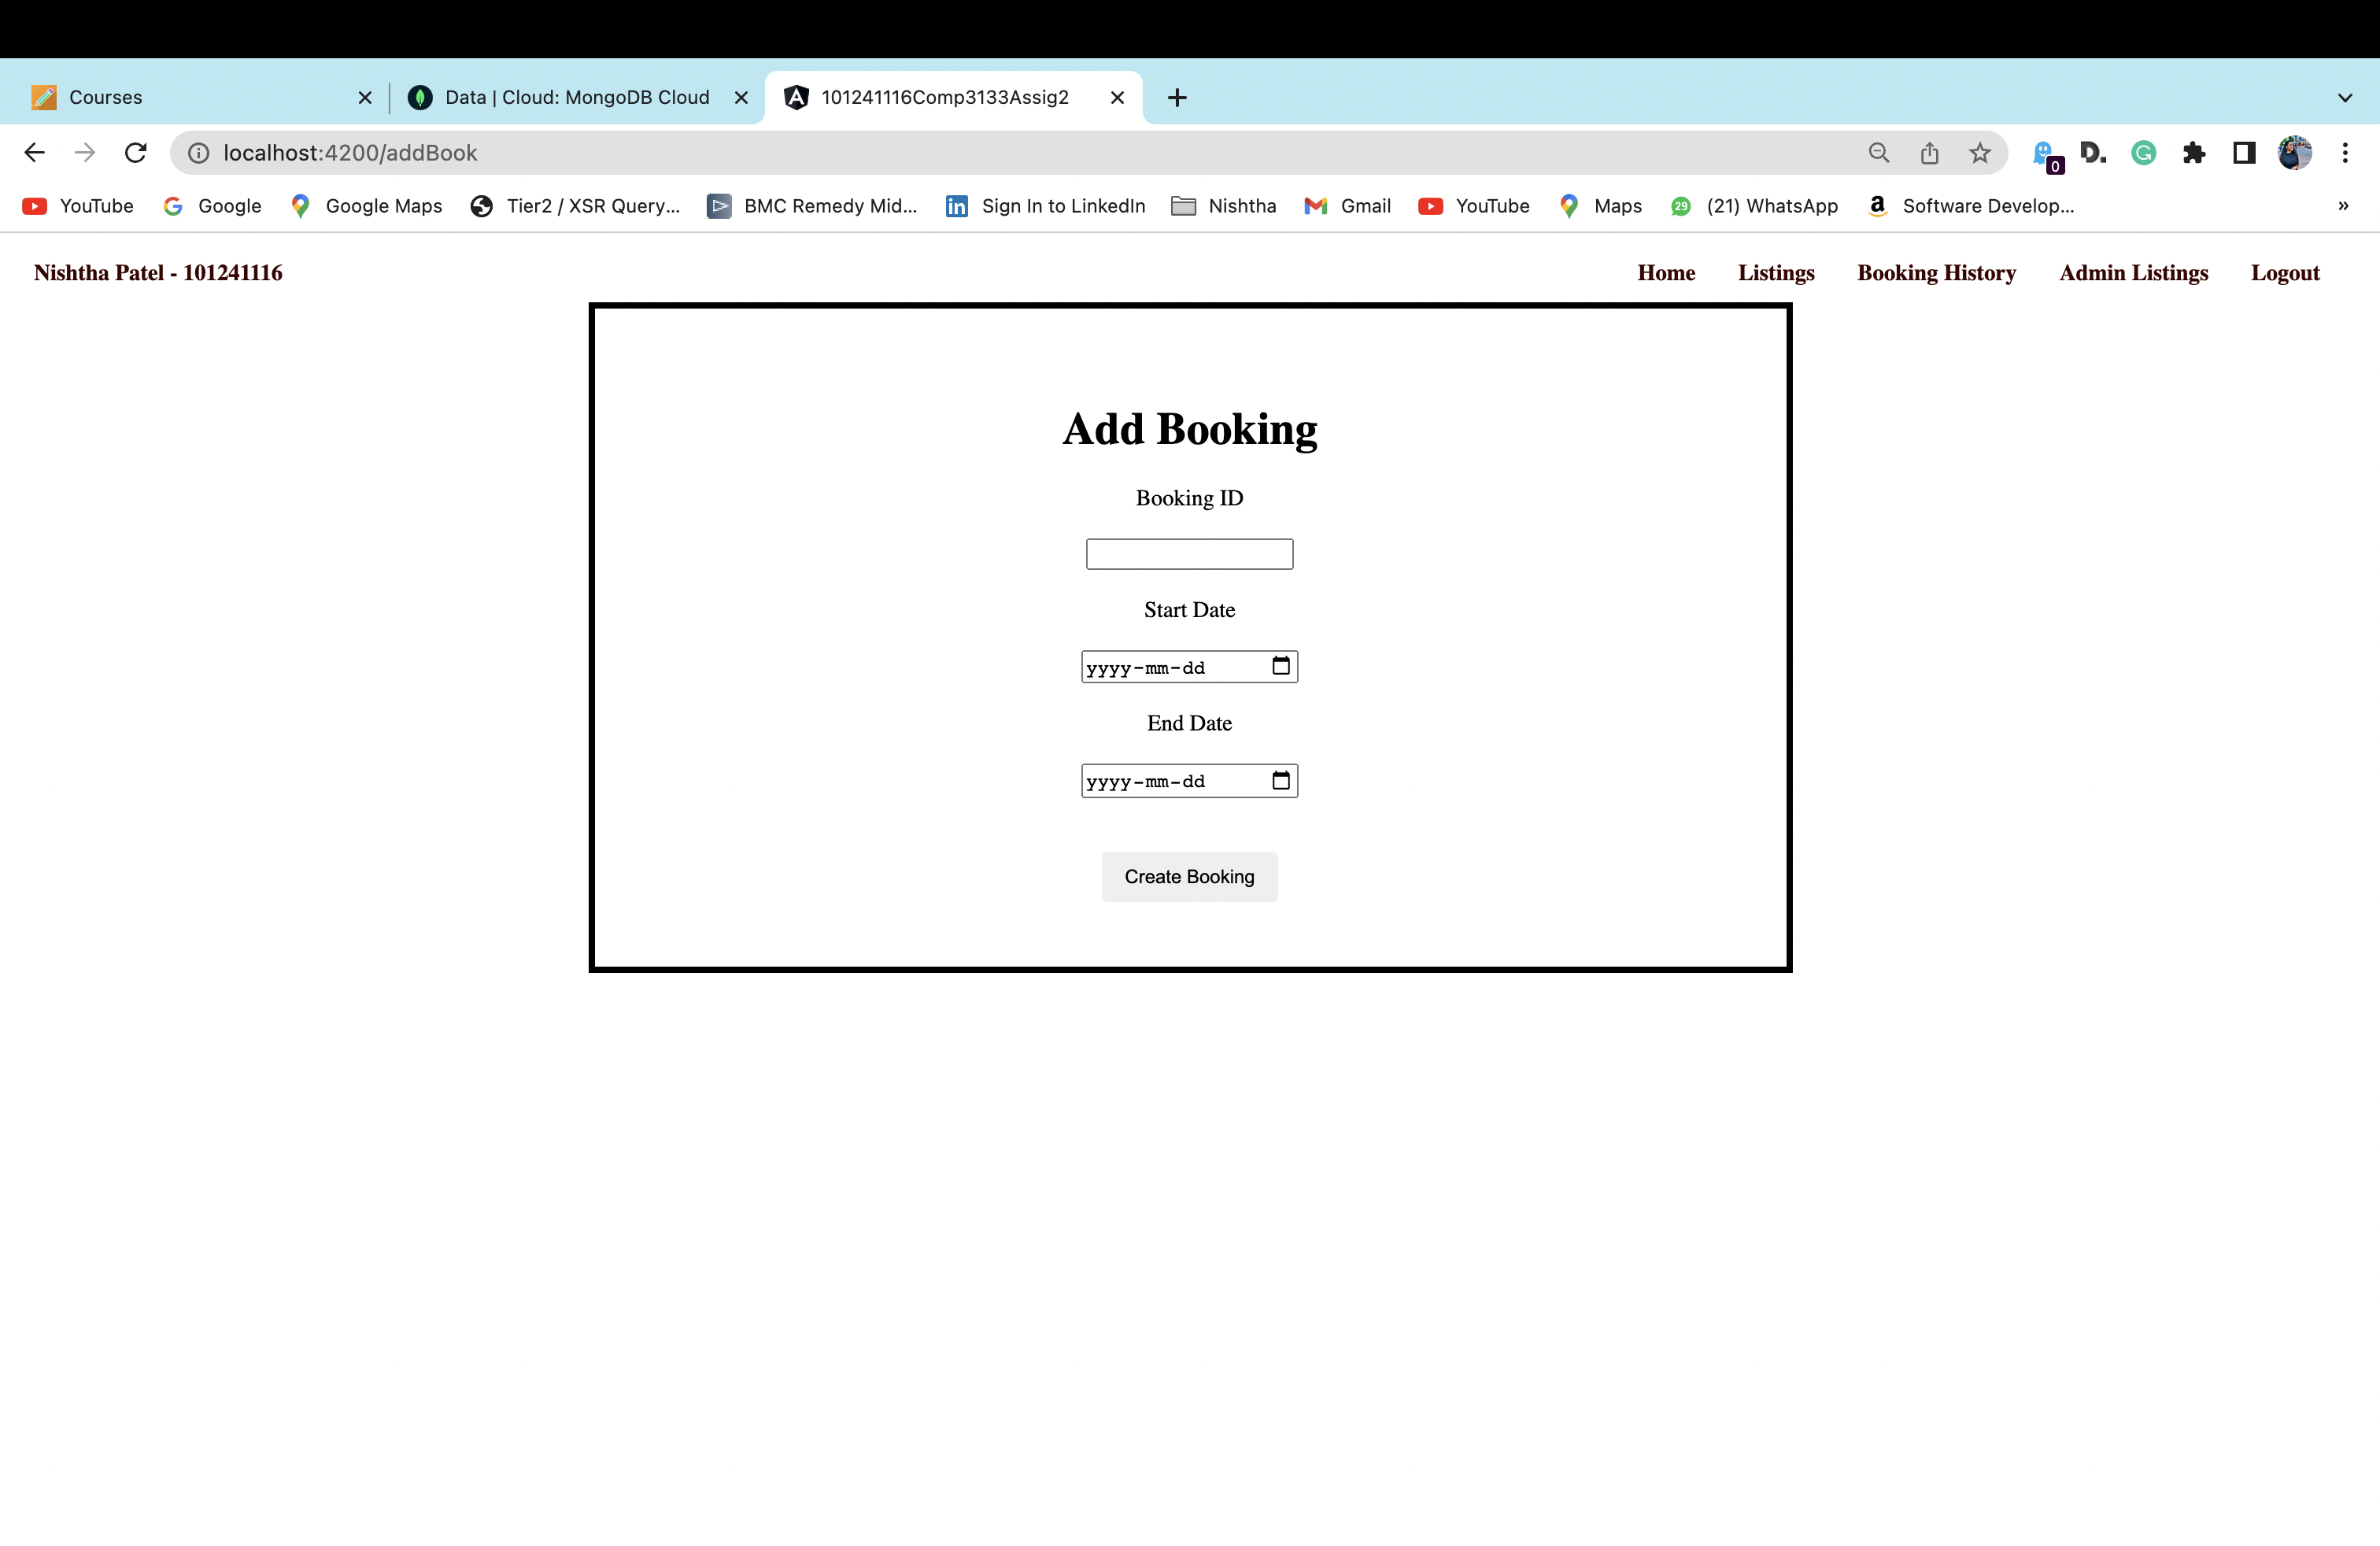 Courses
Data | Cloud: MongoDB Cloud
101241116Comp3133Assig2
localhost:4200/addBook
0
D.
YouTube
Google
Google Maps
Tier2 / XSR Query...
BMC Remedy Mid...
Sign In to LinkedIn
Nishtha
Gmail
YouTube
Maps
29
(21) WhatsApp
Software Develop...
»
Nishtha Patel - 101241116
Home
Listings
Booking History
Admin Listings
Logout
Add Booking
Booking ID
Start Date
yyyy-mm-dd
End Date
yyyy-mm-dd
Create Booking